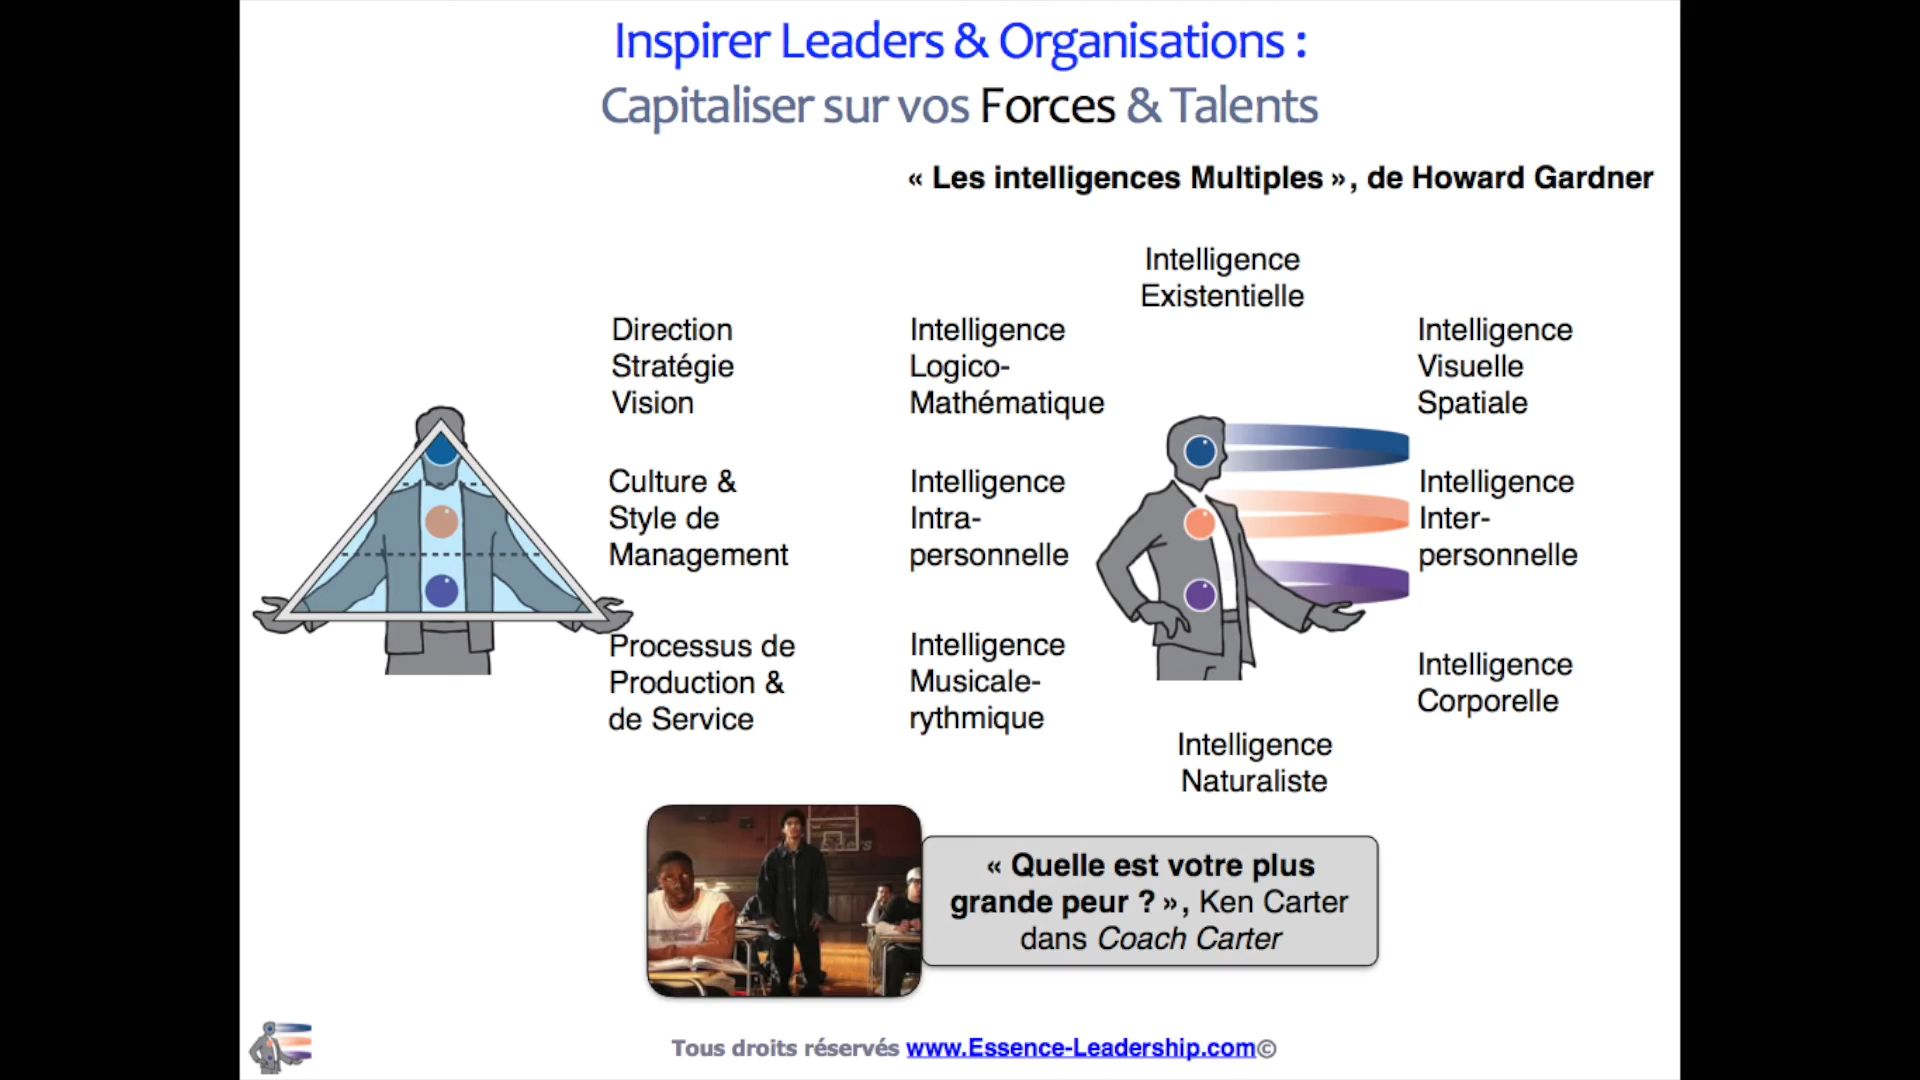 Inspirer Leaders & Organisations :
Capitaliser sur vos Forces & Talents
« Les intelligences Multiples », de Howard Gardner
Intelligence
Existentielle
Direction
Stratégie
Vision
Intelligence
Logico-
Mathématique
Intelligence
Visuelle
Spatiale
Culture &
Style de
Management
Intelligence
Intra-
personnelle
Intelligence
Inter-
personnelle
Processus de
Production &
de Service
Intelligence
Musicale-
rythmique
Intelligence
Corporelle
Intelligence
Naturaliste
« Quelle est votre plus
grande peur ? », Ken Carter
dans Coach Carter
Tous droits réservés www.Essence-Leadership.com©